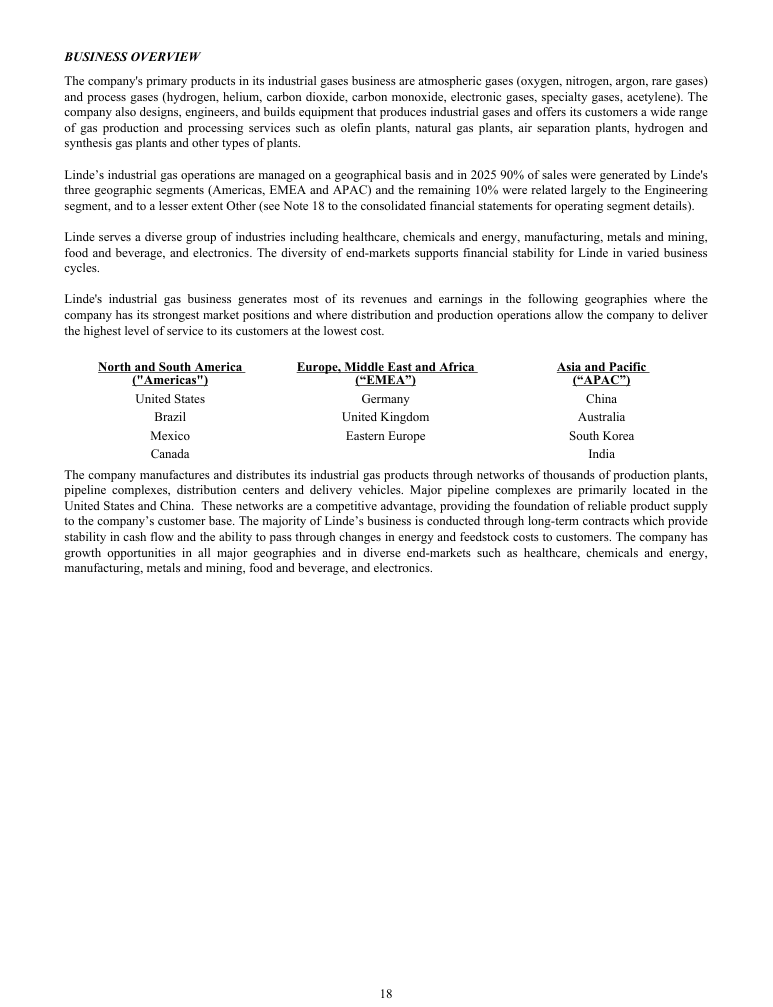 BUSINESS OVERVIEW
The company's primary products in its industrial gases business are atmospheric gases (oxygen, nitrogen, argon, rare gases)
and process gases (hydrogen, helium, carbon dioxide, carbon monoxide, electronic gases, specialty gases, acetylene). The
company also designs, engineers, and builds equipment that produces industrial gases and offers its customers a wide range
of gas production and processing services such as olefin plants, natural gas plants, air separation plants, hydrogen and
synthesis gas plants and other types of plants.
Linde’s industrial gas operations are managed on a geographical basis and in 2025 90% of sales were generated by Linde's
three geographic segments (Americas, EMEA and APAC) and the remaining 10% were related largely to the Engineering
segment, and to a lesser extent Other (see Note 18 to the consolidated financial statements for operating segment details).
Linde serves a diverse group of industries including healthcare, chemicals and energy, manufacturing, metals and mining,
food and beverage, and electronics. The diversity of end-markets supports financial stability for Linde in varied business
cycles.
Linde's industrial gas business generates most of its revenues and earnings in the following geographies where the
company has its strongest market positions and where distribution and production operations allow the company to deliver
the highest level of service to its customers at the lowest cost.
North and South America Europe, Middle East and Africa Asia and Pacific
("Americas") (“EMEA”) (“APAC”)
United States Germany China
Brazil United Kingdom Australia
Mexico Eastern Europe South Korea
Canada India
The company manufactures and distributes its industrial gas products through networks of thousands of production plants,
pipeline complexes, distribution centers and delivery vehicles. Major pipeline complexes are primarily located in the
United States and China.  These networks are a competitive advantage, providing the foundation of reliable product supply
to the company’s customer base. The majority of Linde’s business is conducted through long-term contracts which provide
stability in cash flow and the ability to pass through changes in energy and feedstock costs to customers. The company has
growth opportunities in all major geographies and in diverse end-markets such as healthcare, chemicals and energy,
manufacturing, metals and mining, food and beverage, and electronics.
18